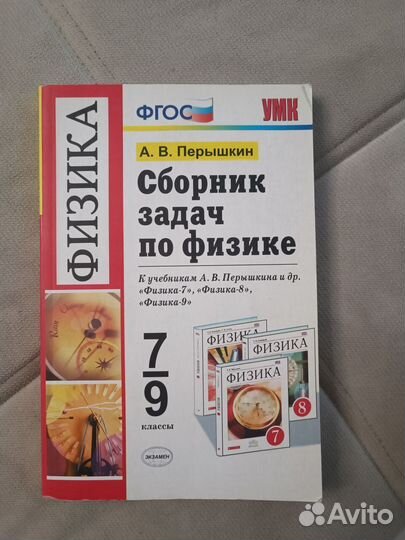 ФИЗИКА
ФГОС
УМК
А. В. Перышкин
Сборник
задач
по физике
К учебникам А. В. Перышкина и др.
«Физика-7», «Физика-8»,
«Физика-9»
7
9
классы
ФИЗИКА
ФИЗИКА
8
ФИЗИКА
7
ЭКЗАМЕН
Avito